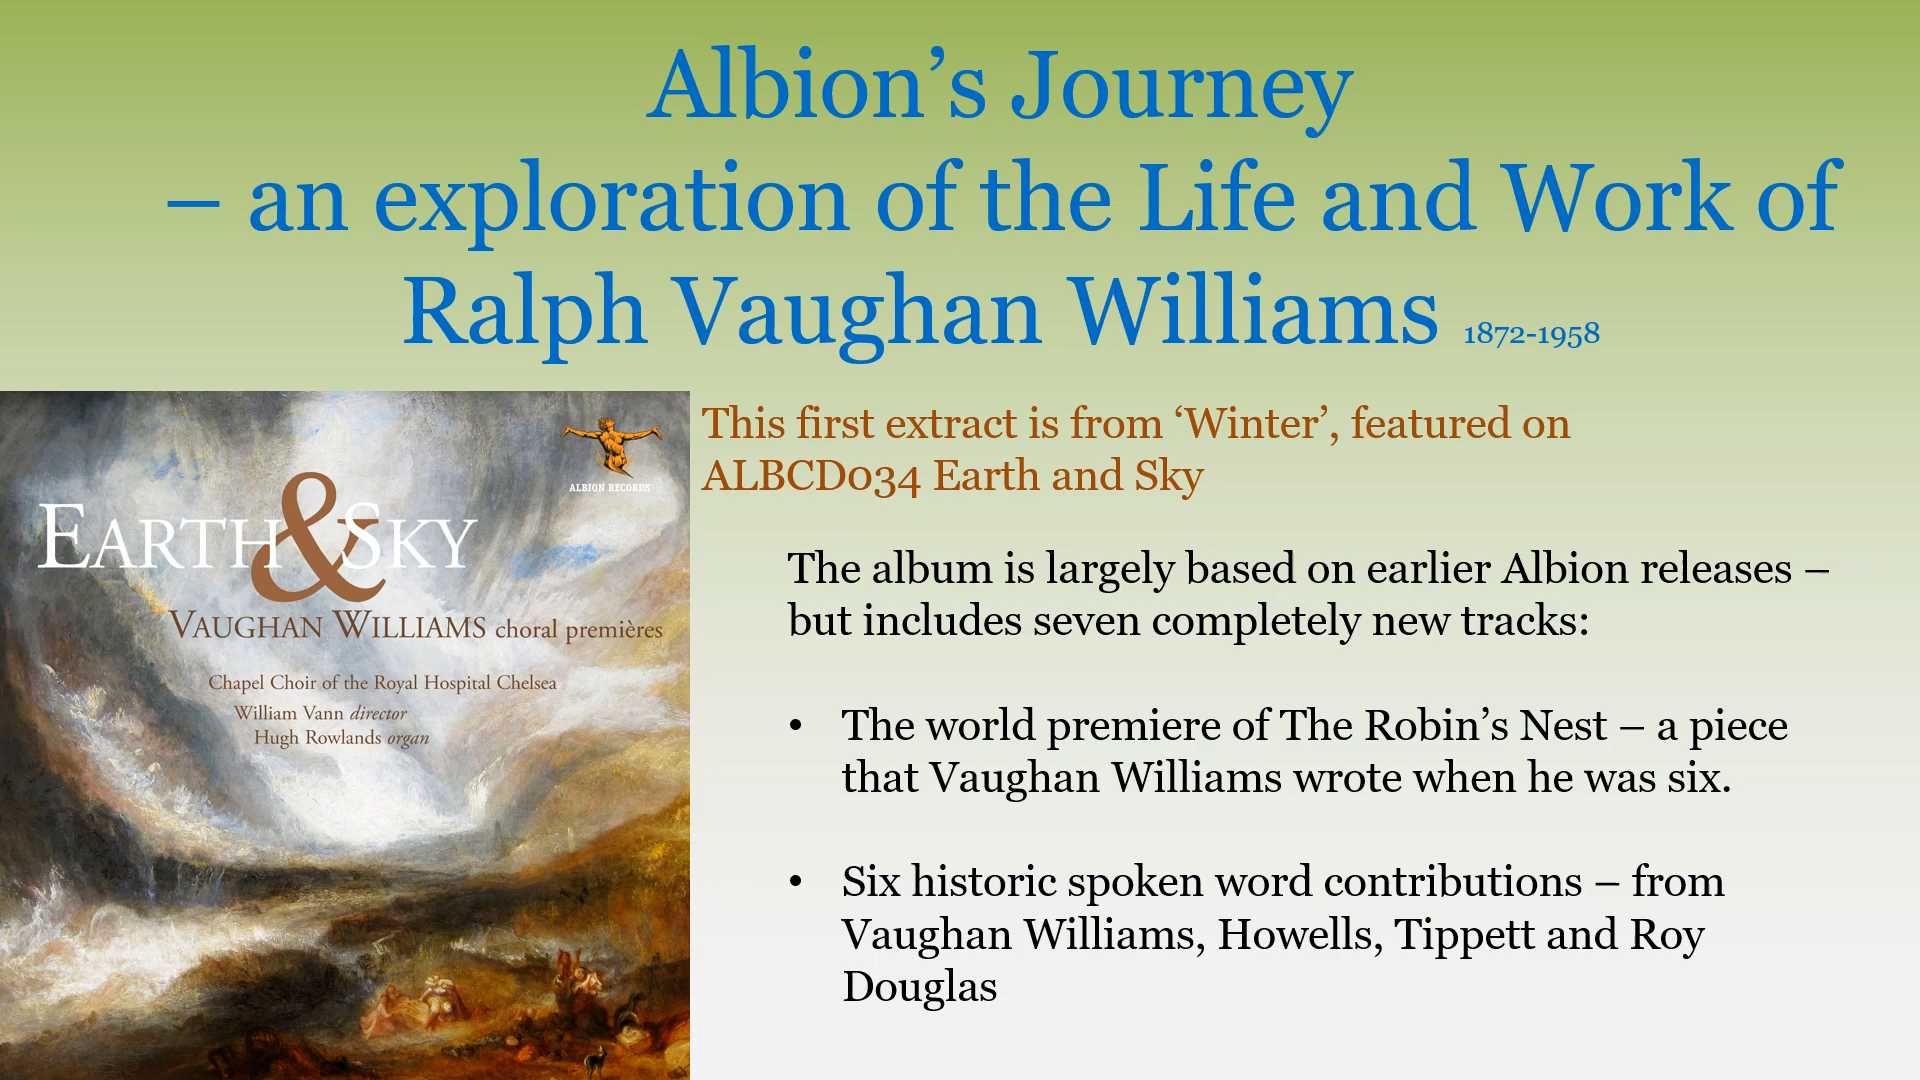 Albion’s Journey
– an exploration of the Life and Work of
Ralph Vaughan Williams 1872-1958
This first extract is from ‘Winter’, featured on
ALBCD034 Earth and Sky
ALBION RECORDS
EARTH & SKY
VAUGHAN WILLIAMS choral premières
Chapel Choir of the Royal Hospital Chelsea
William Vann director
Hugh Rowlands organ
The album is largely based on earlier Albion releases –
but includes seven completely new tracks:
• The world premiere of The Robin’s Nest – a piece
that Vaughan Williams wrote when he was six.
• Six historic spoken word contributions – from
Vaughan Williams, Howells, Tippett and Roy
Douglas